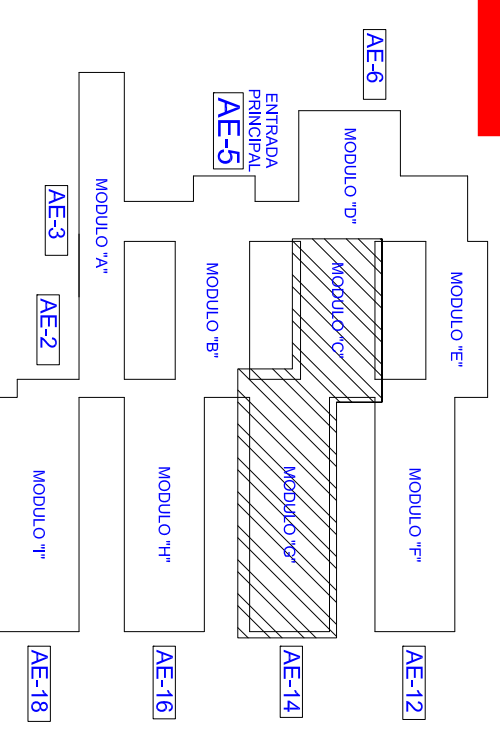 AE-6
ENTRADA
PRINCIPAL
AE-5
AE-3
AE-2
MODULO "D"
MODULO "A"
MODULO "E"
MODULO "C"
MODULO "B"
MODULO "F"
MODULO "G"
MODULO "H"
MODULO "I"
AE-12
AE-14
AE-16
AE-18